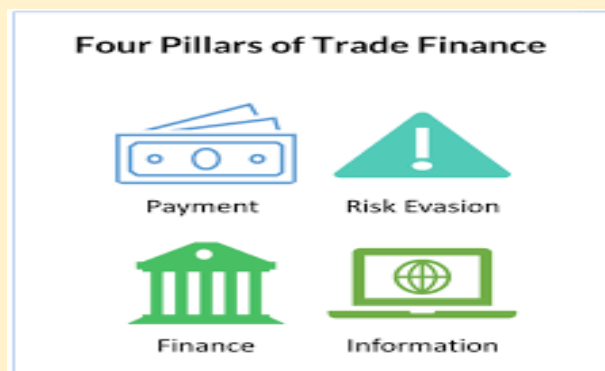 Four Pillars of Trade Finance
Payment
Risk Evasion
Finance
Information